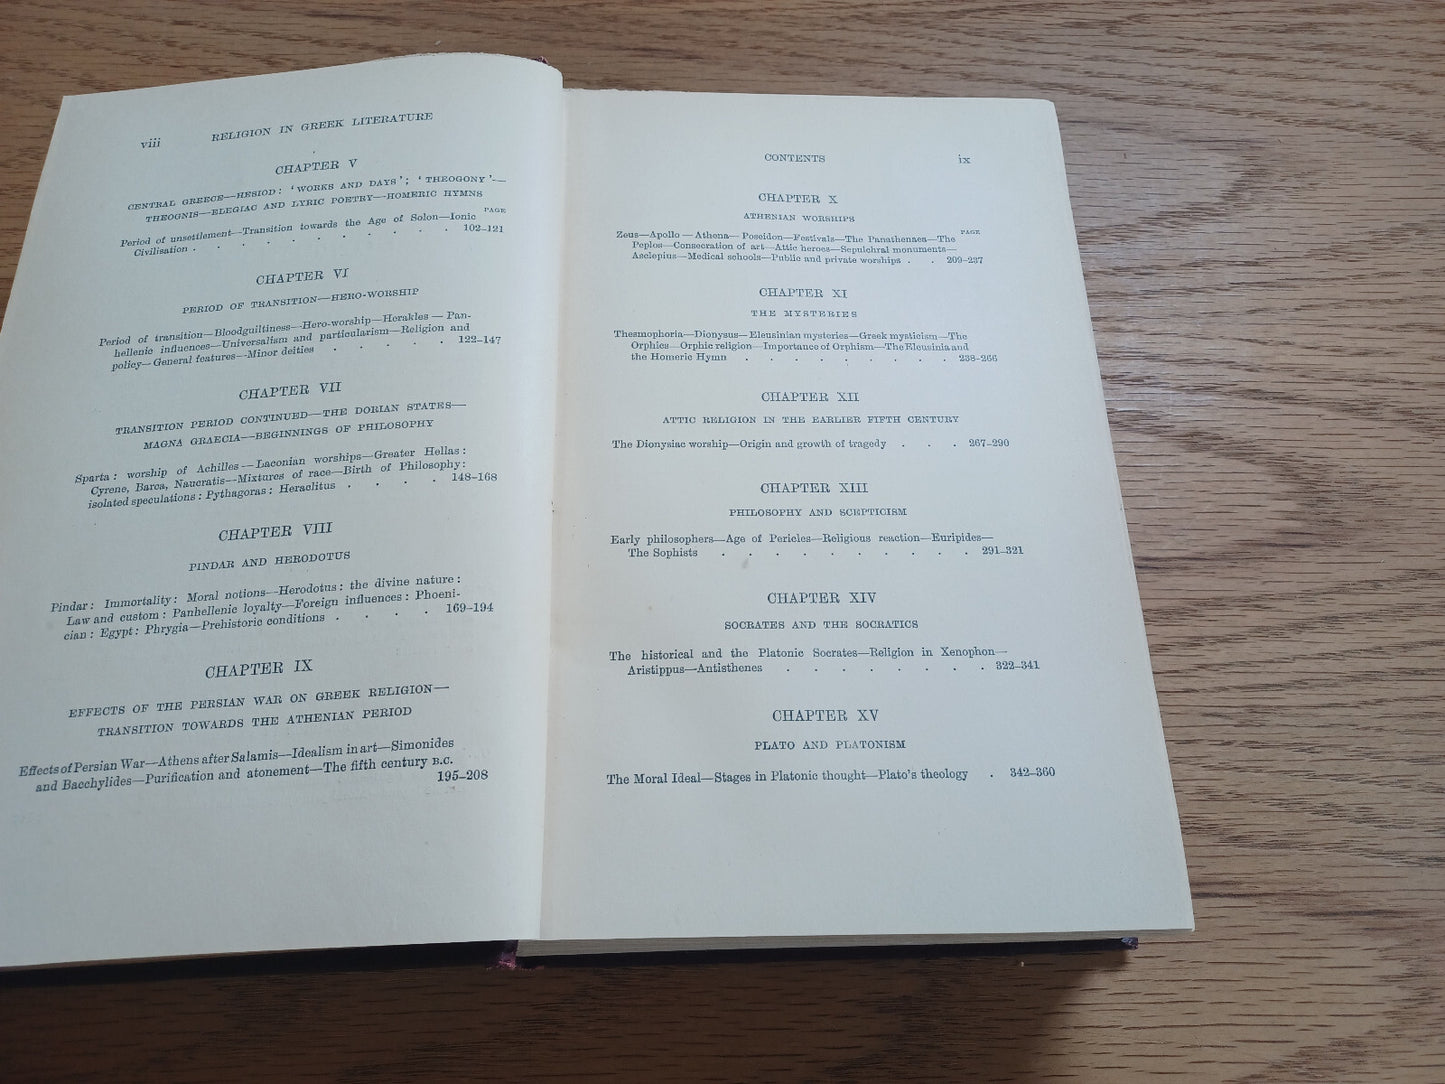 viii RELIGION IN GREEK LITERATURE
CHAPTER V
CENTRAL GREECE—HESIOD: 'WORKS AND DAYS'; 'THEOGONY'—
THEOGNIS—ELEGIAC AND LYRIC POETRY—HOMERIC HYMNS
PAGE
Period of unsettlement—Transition towards the Age of Solon—Ionic
Civilisation . . . . . . . . . . 102-121
CHAPTER VI
PERIOD OF TRANSITION—HERO-WORSHIP
Period of transition—Bloodguiltiness—Hero-worship—Herakles—Pan-
hellenic influences—Universalism and particularism—Religion and
policy—General features—Minor deities . . . . . 122-147
CHAPTER VII
TRANSITION PERIOD CONTINUED—THE DORIAN STATES—
MAGNA GRAECIA—BEGINNINGS OF PHILOSOPHY
Sparta: worship of Achilles—Laconian worships—Greater Hellas:
Cyrene, Barca, Naucratis—Mixtures of race—Birth of Philosophy:
isolated speculations: Pythagoras: Heraclitus . . . . 148-168
CHAPTER VIII
PINDAR AND HERODOTUS
Pindar: Immortality: Moral notions—Herodotus: the divine nature:
Law and custom: Panhellenic loyalty—Foreign influences: Phoeni-
cian: Egypt: Phrygia—Prehistoric conditions . . . . 169-194
CHAPTER IX
EFFECTS OF THE PERSIAN WAR ON GREEK RELIGION—
TRANSITION TOWARDS THE ATHENIAN PERIOD
Effects of Persian War—Athens after Salamis—Idealism in art—Simonides
and Bacchylides—Purification and atonement—The fifth century B.C.
195-208
CONTENTS ix
CHAPTER X
ATHENIAN WORSHIPS
PAGE
Zeus—Apollo—Athena—Poseidon—Festivals—The Panathenaea—The
Peplos—Consecration of art—Attic heroes—Sepulchral monuments—
Asclepius—Medical schools—Public and private worships . . 209-237
CHAPTER XI
THE MYSTERIES
Thesmophoria—Dionysus—Eleusinian mysteries—Greek mysticism—The
Orphics—Orphic religion—Importance of Orphism—The Eleusinia and
the Homeric Hymn . . . . . . . . . 238-266
CHAPTER XII
ATTIC RELIGION IN THE EARLIER FIFTH CENTURY
The Dionysiac worship—Origin and growth of tragedy . . . 267-290
CHAPTER XIII
PHILOSOPHY AND SCEPTICISM
Early philosophers—Age of Pericles—Religious reaction—Euripides—
The Sophists . . . . . . . . . . 291-321
CHAPTER XIV
SOCRATES AND THE SOCRATICS
The historical and the Platonic Socrates—Religion in Xenophon—
Aristippus—Antisthenes . . . . . . . . 322-341
CHAPTER XV
PLATO AND PLATONISM
The Moral Ideal—Stages in Platonic thought—Plato's theology . 342-360